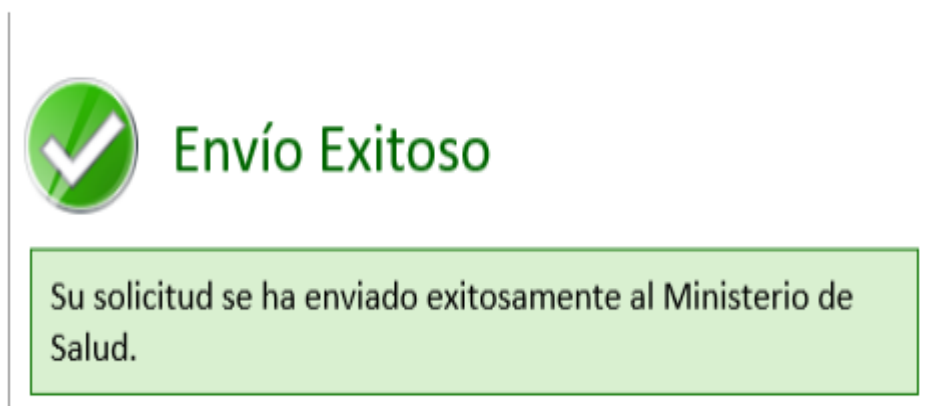 Envío Exitoso
Su solicitud se ha enviado exitosamente al Ministerio de
Salud.